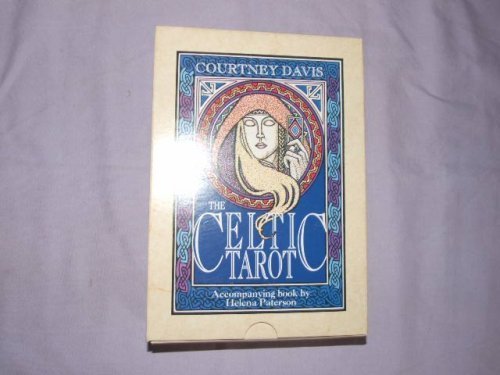 COURTNEY DAVIS
THE
CELTIC
TAROT
Accompanying book by
Helena Paterson